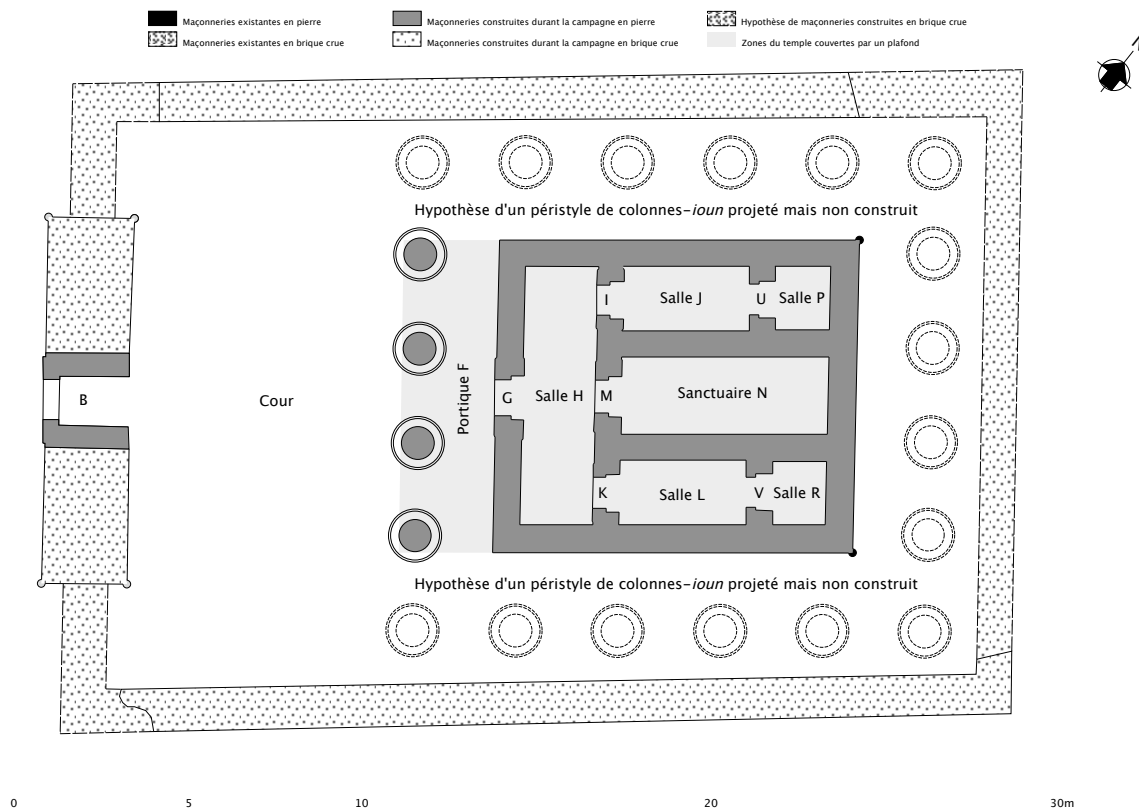 Maçonneries existantes en pierre
Maçonneries construites durant la campagne en pierre
Hypothèse de maçonneries construites en brique crue
Maçonneries existantes en brique crue
Maçonneries construites durant la campagne en brique crue
Zones du temple couvertes par un plafond
Hypothèse d'un péristyle de colonnes-ioun projeté mais non construit
I
Salle J
U
Salle P
B
Cour
Portique F
G
Salle H
M
Sanctuaire N
K
Salle L
V
Salle R
Hypothèse d'un péristyle de colonnes-ioun projeté mais non construit
0 5 10 20 30m